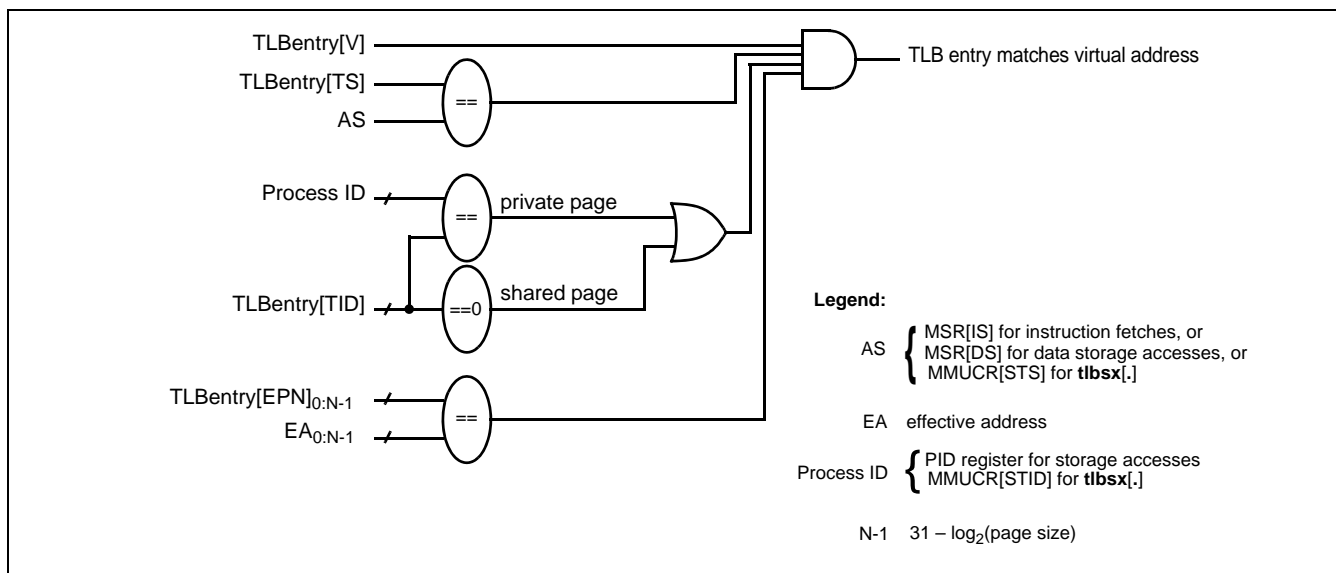 TLBentry[V]
TLB entry matches virtual address
TLBentry[TS]
==
AS
Process ID
==
private page
TLBentry[TID]
==0
shared page
TLBentry[EPN]0:N-1
==
EA0:N-1
Legend:
AS { MSR[IS] for instruction fetches, or
MSR[DS] for data storage accesses, or
MMUCR[STS] for tlbsx[.]
EA effective address
Process ID { PID register for storage accesses
MMUCR[STID] for tlbsx[.]
N-1 31 – log2(page size)